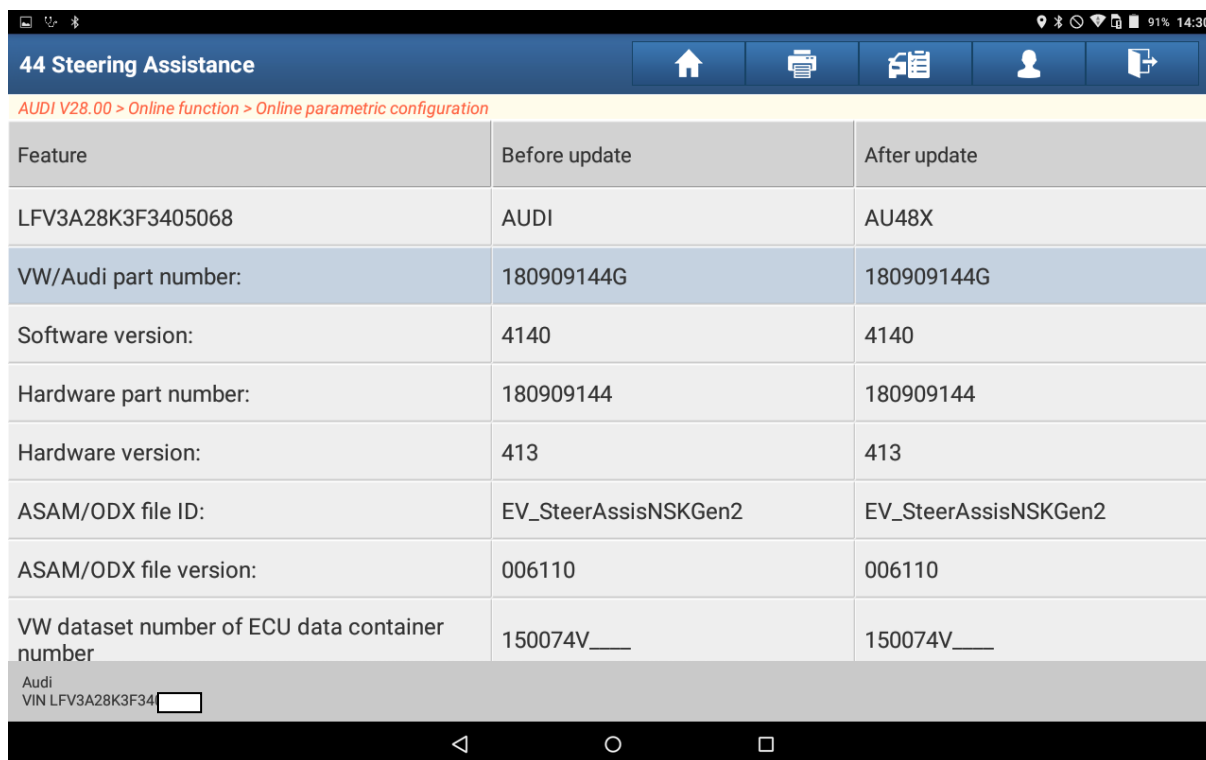 91% 14:30
44 Steering Assistance
AUDI V28.00 > Online function > Online parametric configuration
Feature Before update After update
LFV3A28K3F3405068 AUDI AU48X
VW/Audi part number: 180909144G 180909144G
Software version: 4140 4140
Hardware part number: 180909144 180909144
Hardware version: 413 413
ASAM/ODX file ID: EV_SteerAssisNSKGen2 EV_SteerAssisNSKGen2
ASAM/ODX file version: 006110 006110
VW dataset number of ECU data container
number 150074V____ 150074V____
Audi
VIN LFV3A28K3F34